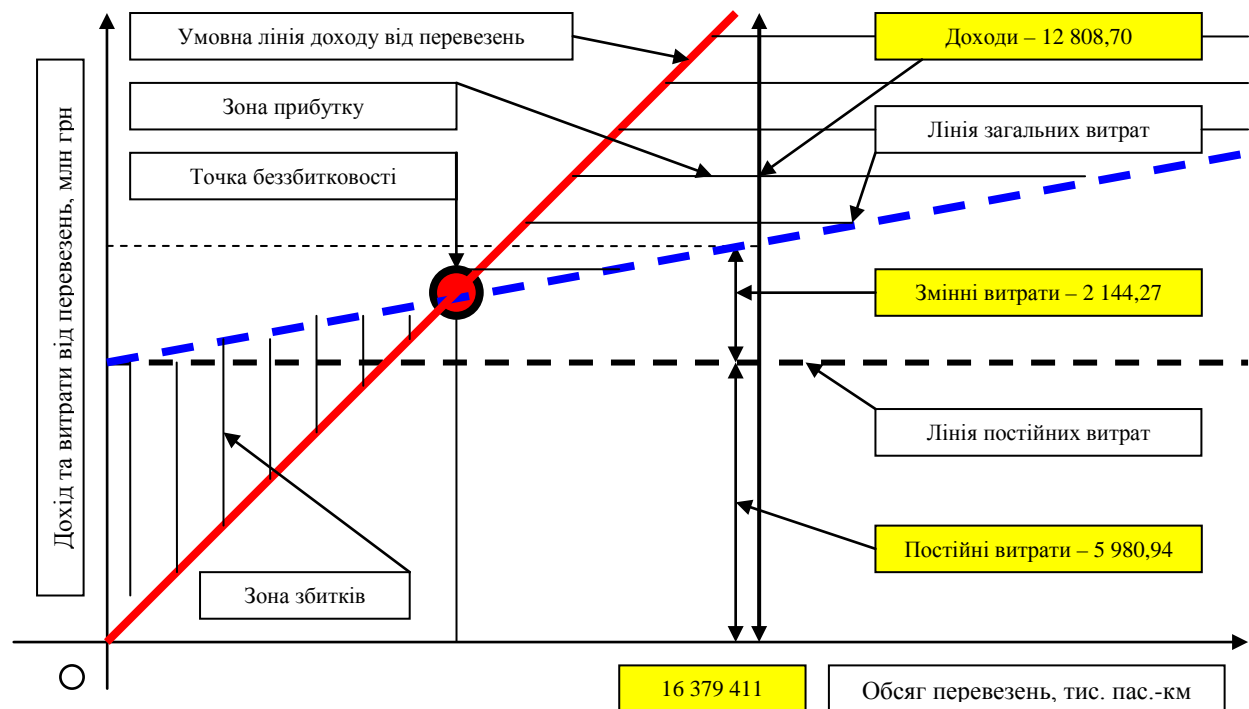 Умовна лінія доходу від перевезень
Доходи – 12 808,70
Зона прибутку
Лінія загальних витрат
Точка беззбитковості
Змінні витрати – 2 144,27
Лінія постійних витрат
Постійні витрати – 5 980,94
Зона збитків
Дохід та витрати від перевезень, млн грн
16 379 411
Обсяг перевезень, тис. пас.-км